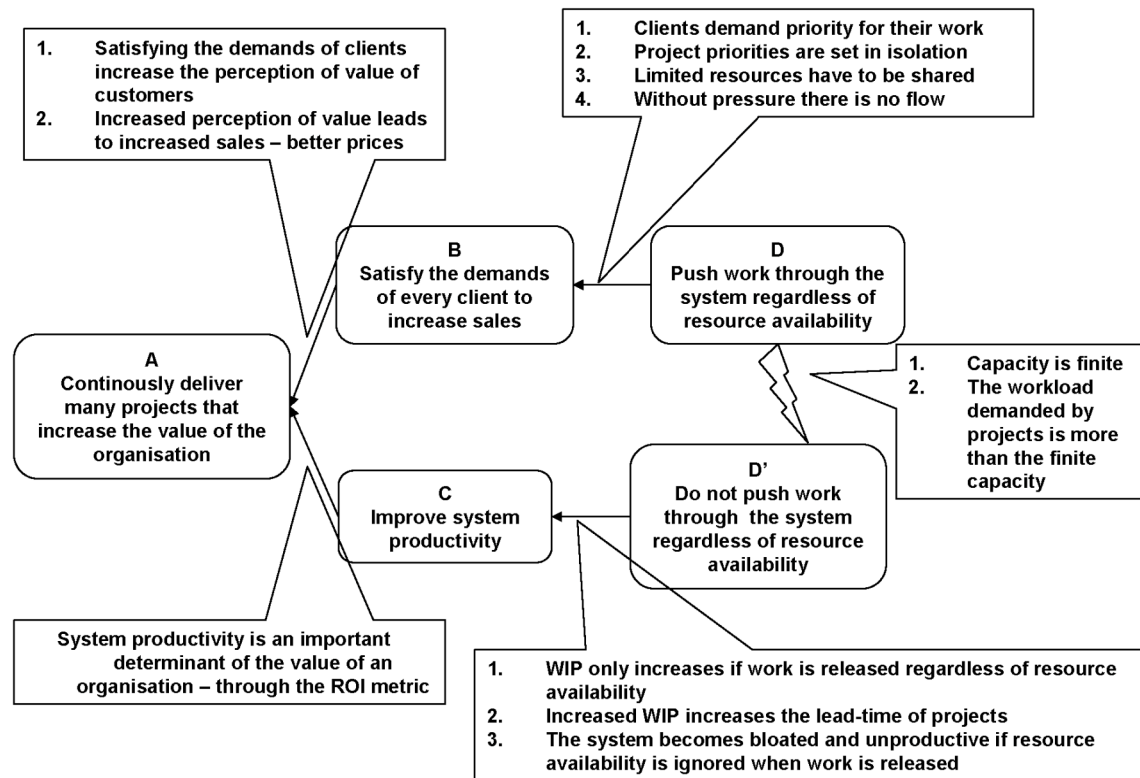 1. Satisfying the demands of clients
increase the perception of value of
customers
2. Increased perception of value leads
to increased sales – better prices
1. Clients demand priority for their work
2. Project priorities are set in isolation
3. Limited resources have to be shared
4. Without pressure there is no flow
B
Satisfy the demands
of every client to
increase sales
D
Push work through the
system regardless of
resource availability
A
Continously deliver
many projects that
increase the value of the
organisation
1. Capacity is finite
2. The workload
demanded by
projects is more
than the finite
capacity
C
Improve system
productivity
D’
Do not push work
through the system
regardless of resource
availability
System productivity is an important
determinant of the value of an
organisation – through the ROI metric
1. WIP only increases if work is released regardless of resource
availability
2. Increased WIP increases the lead-time of projects
3. The system becomes bloated and unproductive if resource
availability is ignored when work is released